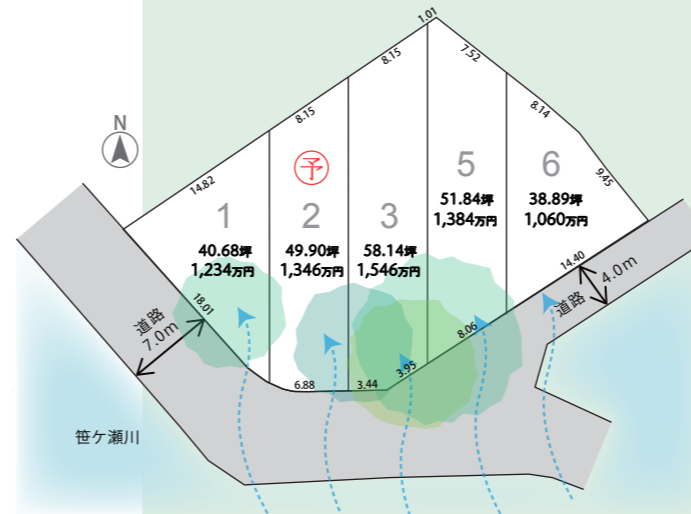 N
1.01
8.15
7.52
8.15
8.14
予
14.82
9.45
1
40.68坪
1,234万円
2
49.90坪
1,346万円
3
58.14坪
1,546万円
5
51.84坪
1,384万円
6
38.89坪
1,060万円
18.01
道路
7.0m
14.40
道路 4.0m
8.06
3.95
6.88
3.44
笹ケ瀬川